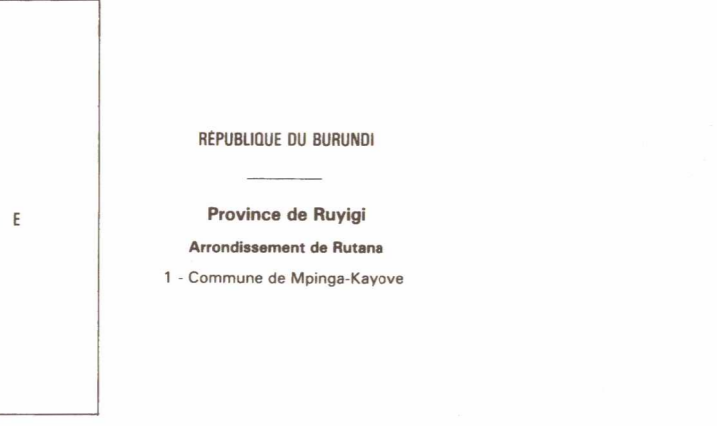 RÉPUBLIQUE DU BURUNDI
E
Province de Ruyigi
Arrondissement de Rutana
1 - Commune de Mpinga-Kayove